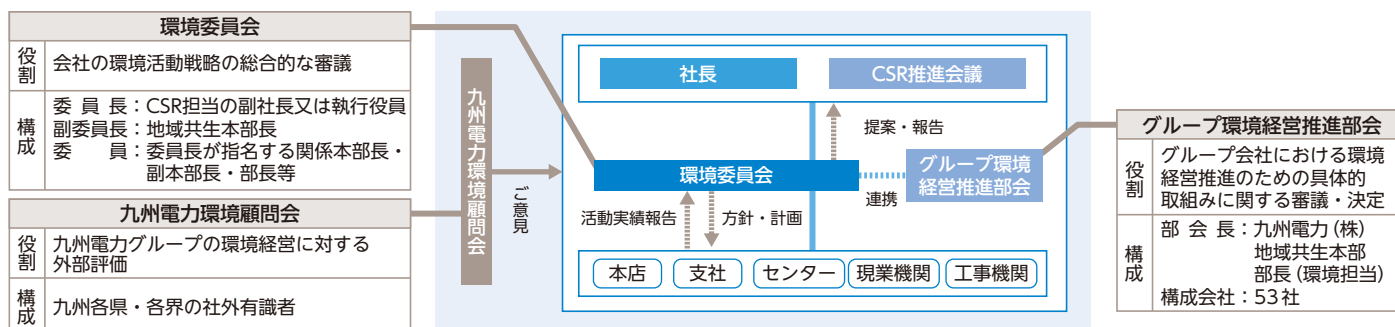 環境委員会
役割
会社の環境活動戦略の総合的な審議
構成
委員長：CSR担当の副社長又は執行役員
副委員長：地域共生本部長
委員：委員長が指名する関係本部長・
副本部長・部長等
九州電力環境顧問会
役割
九州電力グループの環境経営に対する
外部評価
構成
九州各県・各界の社外有識者
九州電力環境顧問会
ご意見
社長
CSR推進会議
提案・報告
環境委員会
グループ環境
経営推進部会
連携
活動実績報告
方針・計画
本店
支社
センター
現業機関
工事機関
グループ環境経営推進部会
役割
グループ会社における環境
経営推進のための具体的
取組みに関する審議・決定
構成
部会長：九州電力（株）
地域共生本部
部長（環境担当）
構成会社：53社